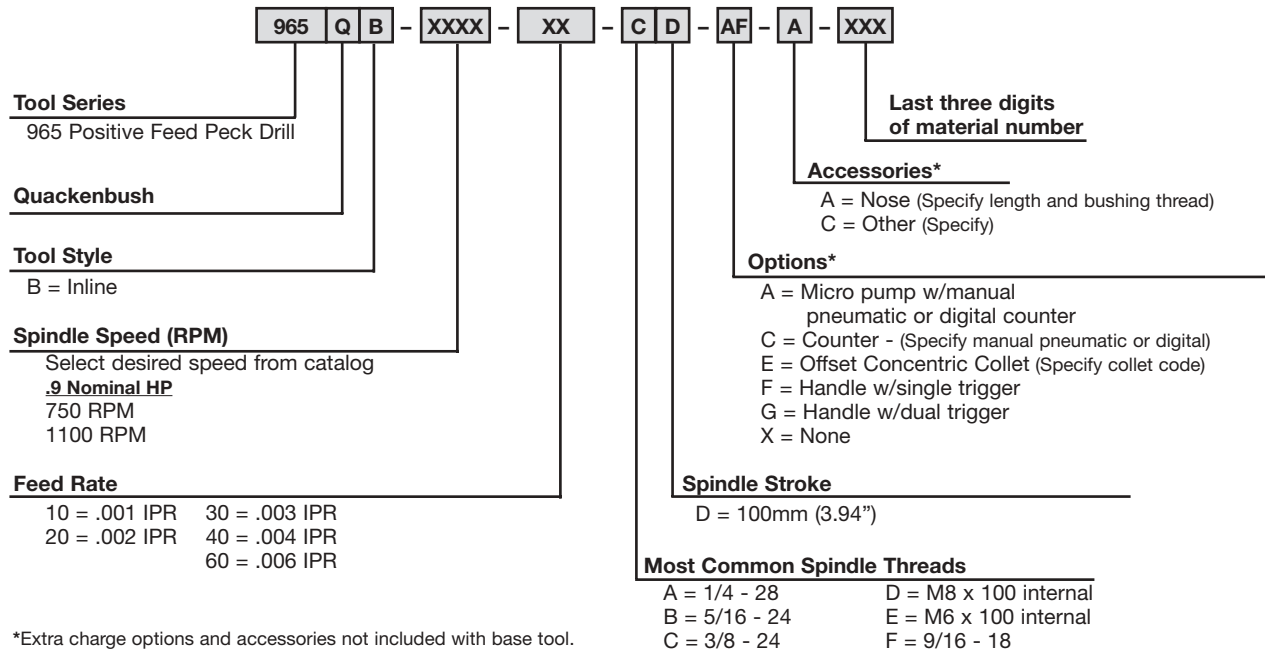 965 Q B – XXXX – XX – C D – AF – A – XXX
Tool Series
965 Positive Feed Peck Drill
Quackenbush
Tool Style
B = Inline
Spindle Speed (RPM)
Select desired speed from catalog
.9 Nominal HP
750 RPM
1100 RPM
Feed Rate
10 = .001 IPR 30 = .003 IPR
20 = .002 IPR 40 = .004 IPR
60 = .006 IPR
*Extra charge options and accessories not included with base tool.
Last three digits
of material number
Accessories*
A = Nose (Specify length and bushing thread)
C = Other (Specify)
Options*
A = Micro pump w/manual
pneumatic or digital counter
C = Counter - (Specify manual pneumatic or digital)
E = Offset Concentric Collet (Specify collet code)
F = Handle w/single trigger
G = Handle w/dual trigger
X = None
Spindle Stroke
D = 100mm (3.94”)
Most Common Spindle Threads
A = 1/4 - 28 D = M8 x 100 internal
B = 5/16 - 24 E = M6 x 100 internal
C = 3/8 - 24 F = 9/16 - 18